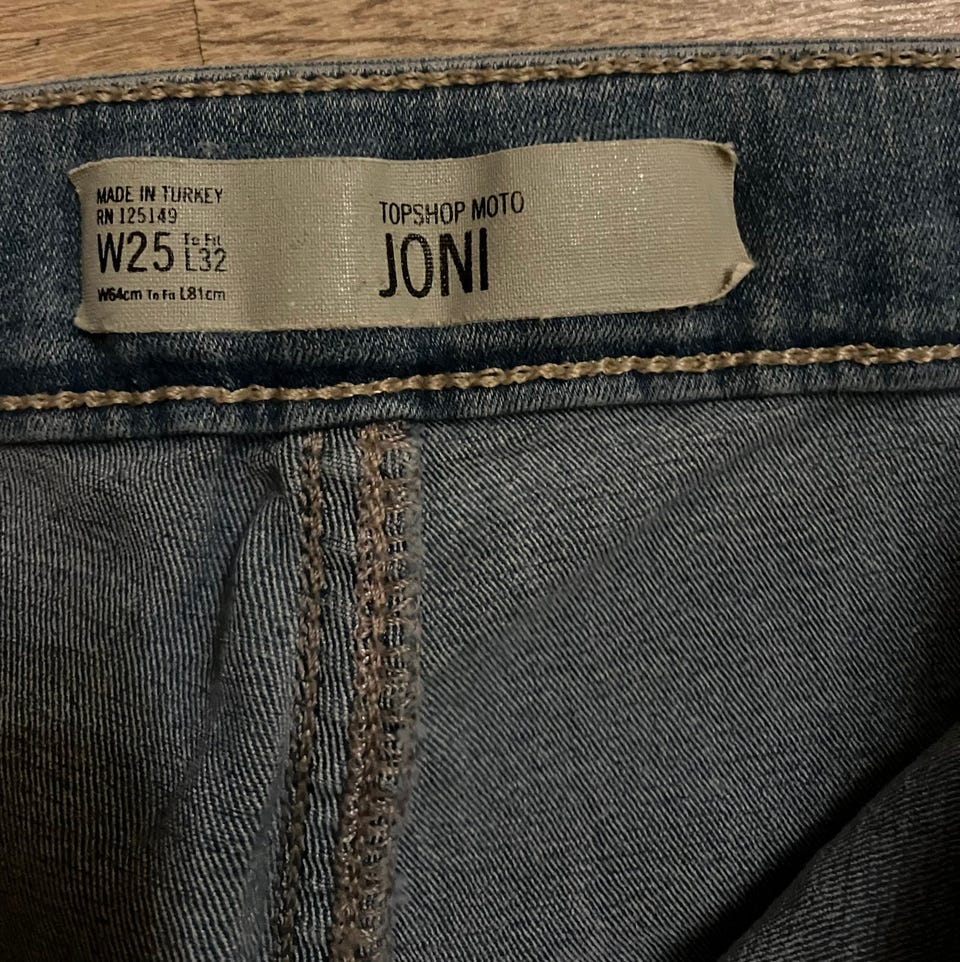 MADE IN TURKEY
RN 125149
W25 To Fit L32
W64cm To Fit L81cm
TOPSHOP MOTO
JONI